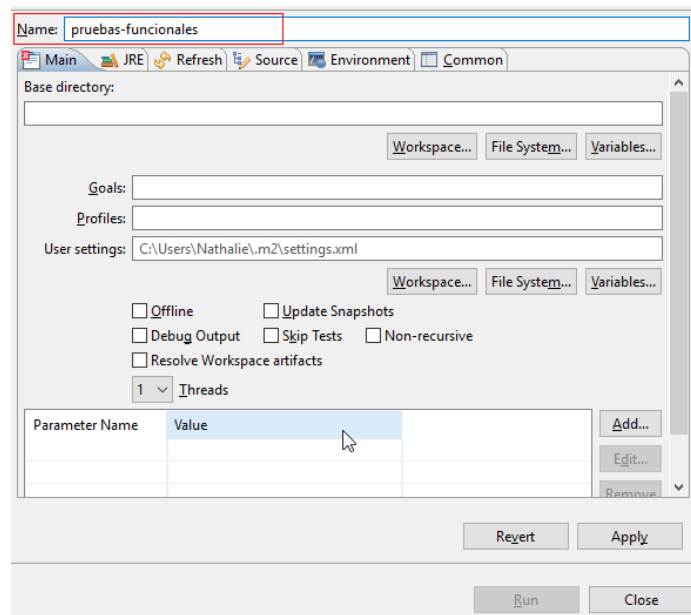 Name: pruebas-funcionales
Main JRE Refresh Source Environment Common
Base directory:
Workspace... File System... Variables...
Goals:
Profiles:
User settings: C:\Users\Nathalie\.m2\settings.xml
Workspace... File System... Variables...
Offline Update Snapshots
Debug Output Skip Tests Non-recursive
Resolve Workspace artifacts
1 Threads
Parameter Name Value Add...
Edit...
Remove
Revert Apply
Run Close